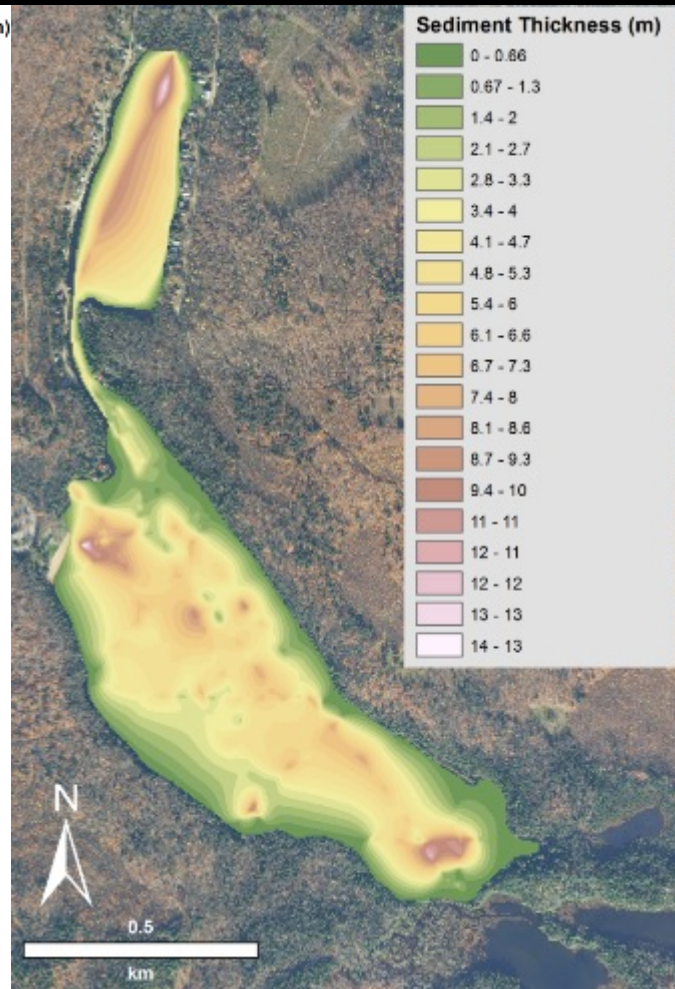 n)
Sediment Thickness (m)
0 - 0.66
0.67 - 1.3
1.4 - 2
2.1 - 2.7
2.8 - 3.3
3.4 - 4
4.1 - 4.7
4.8 - 5.3
5.4 - 6
6.1 - 6.6
6.7 - 7.3
7.4 - 8
8.1 - 8.6
8.7 - 9.3
9.4 - 10
11 - 11
12 - 11
12 - 12
13 - 13
14 - 13
N
0.5
km